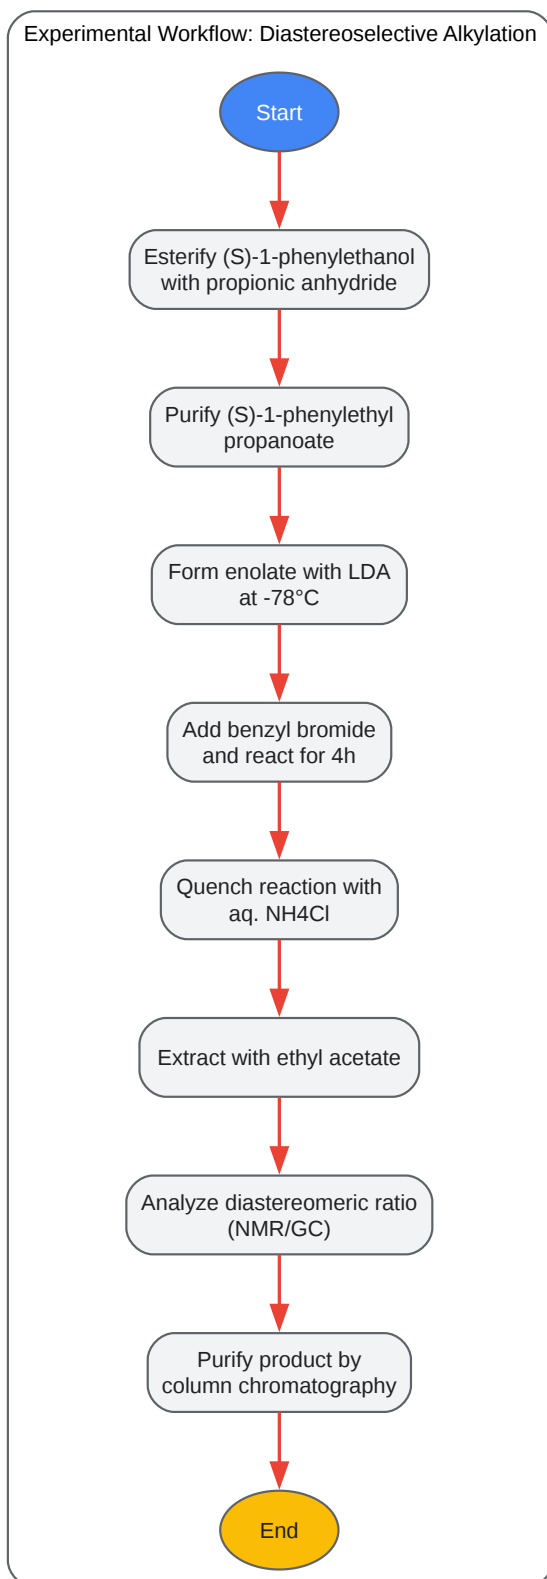 Experimental Workflow: Diastereoselective Alkylation
Start
Esterify (S)-1-phenylethanol
with propionic anhydride
Purify (S)-1-phenylethyl
propanoate
Form enolate with LDA
at -78°C
Add benzyl bromide
and react for 4h
Quench reaction with
aq. NH4Cl
Extract with ethyl acetate
Analyze diastereomeric ratio
(NMR/GC)
Purify product by
column chromatography
End